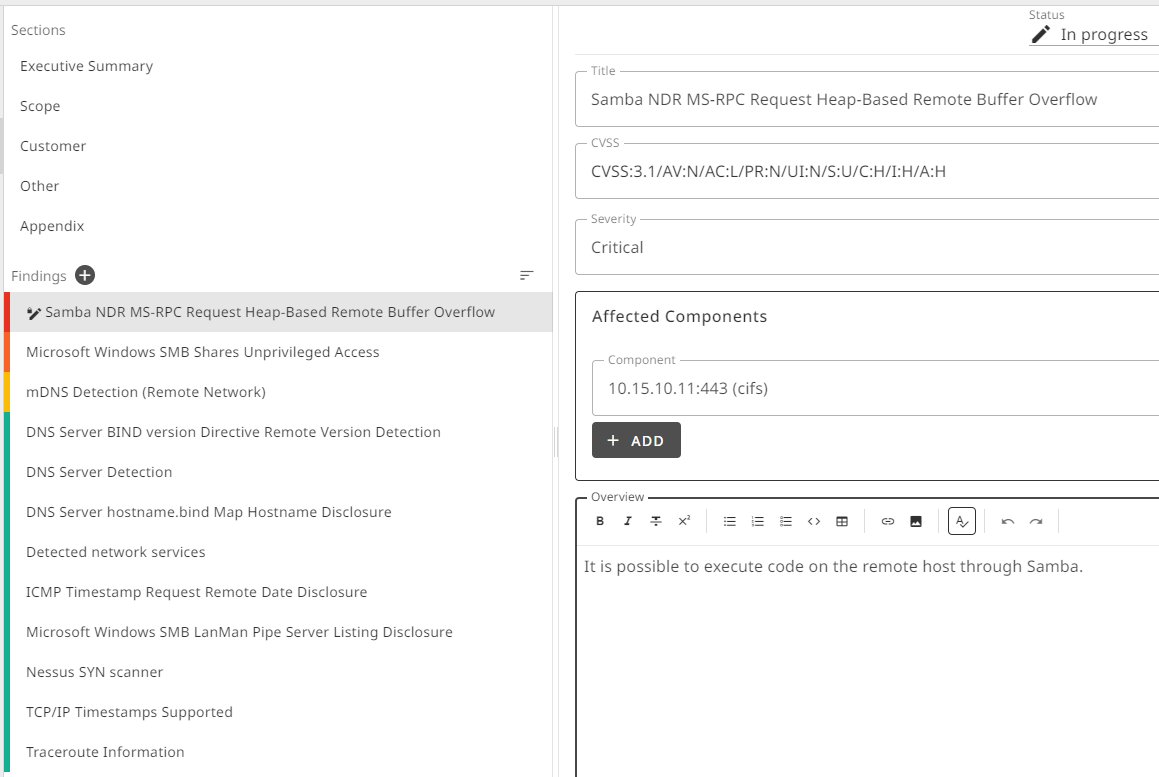 Sections
Executive Summary
Scope
Customer
Other
Appendix
Findings
Samba NDR MS-RPC Request Heap-Based Remote Buffer Overflow
Microsoft Windows SMB Shares Unprivileged Access
mDNS Detection (Remote Network)
DNS Server BIND version Directive Remote Version Detection
DNS Server Detection
DNS Server hostname.bind Map Hostname Disclosure
Detected network services
ICMP Timestamp Request Remote Date Disclosure
Microsoft Windows SMB LanMan Pipe Server Listing Disclosure
Nessus SYN scanner
TCP/IP Timestamps Supported
Traceroute Information
Status
In progress
Title
Samba NDR MS-RPC Request Heap-Based Remote Buffer Overflow
CVSS
CVSS:3.1/AV:N/AC:L/PR:N/UI:N/S:U/C:H/I:H/A:H
Severity
Critical
Affected Components
Component
10.15.10.11:443 (cifs)
+ ADD
Overview
It is possible to execute code on the remote host through Samba.